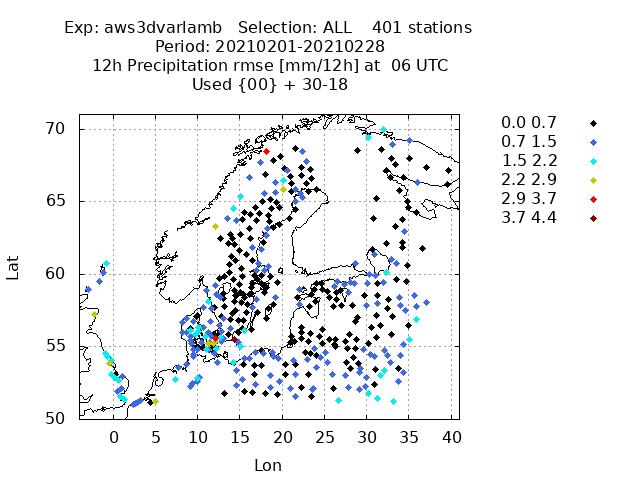 Exp: aws3dvarlamb   Selection: ALL    401 stations
Period: 20210201-20210228
12h Precipitation rmse [mm/12h] at  06 UTC
Used {00} + 30-18
0.0 0.7
0.7 1.5
1.5 2.2
2.2 2.9
2.9 3.7
3.7 4.4
Lat
70
65
60
55
50
0 5 10 15 20 25 30 35 40
Lon